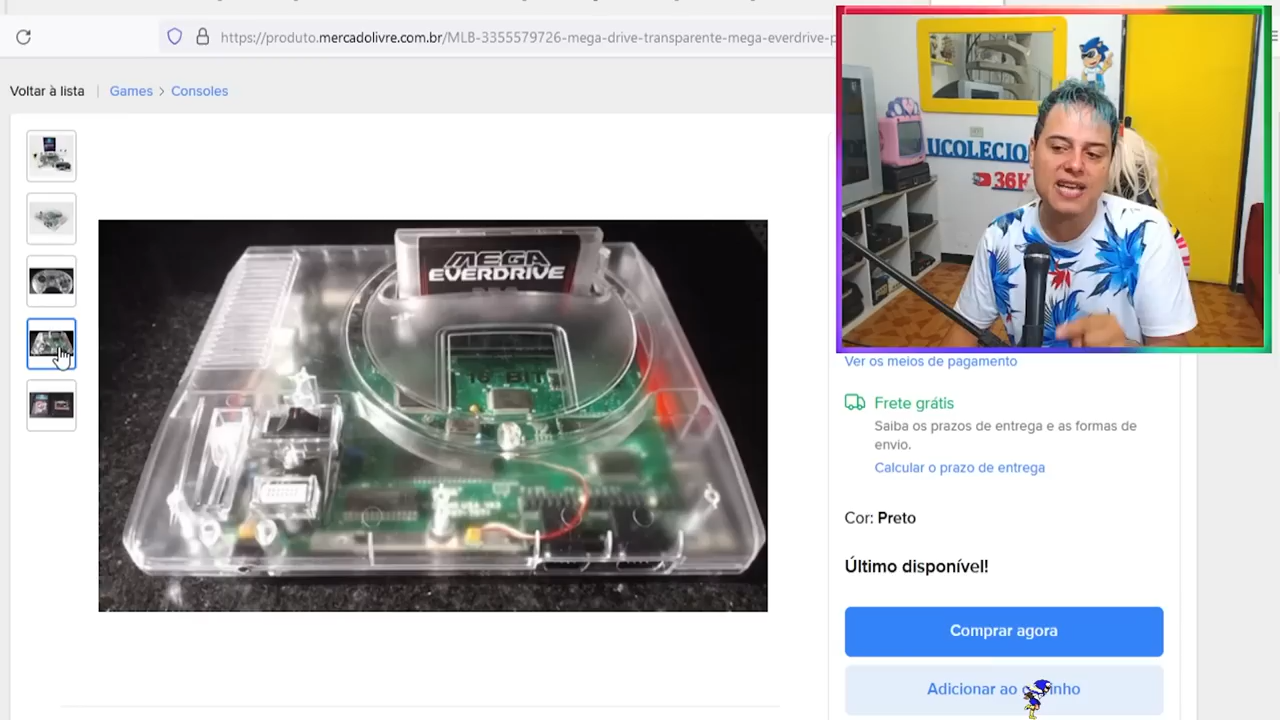 https://produto.mercadolivre.com.br/MLB-3355579726-mega-drive-transparente-mega-everdrive-p
Voltar à lista
Games > Consoles
MEGA
EVERDRIVE
16-BIT
UCOLECIO
36H
Ver os meios de pagamento
Frete grátis
Saiba os prazos de entrega e as formas de
envio.
Calcular o prazo de entrega
Cor: Preto
Último disponível!
Comprar agora
Adicionar ao c inho